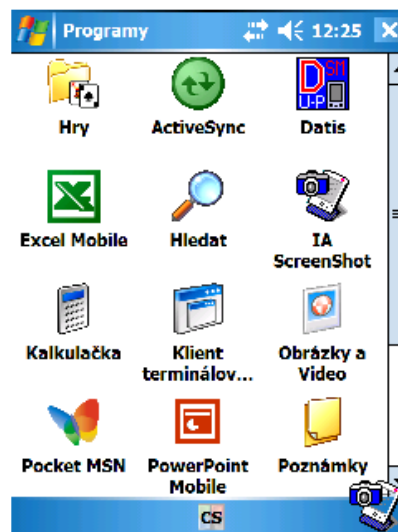 Programy 12:25
Hry ActiveSync Datis
DSM
U-P
Excel Mobile Hledat IA
ScreenShot
Kalkulačka Klient Obrázky a
terminálov... Video
Pocket MSN PowerPoint Poznámky
Mobile
CS